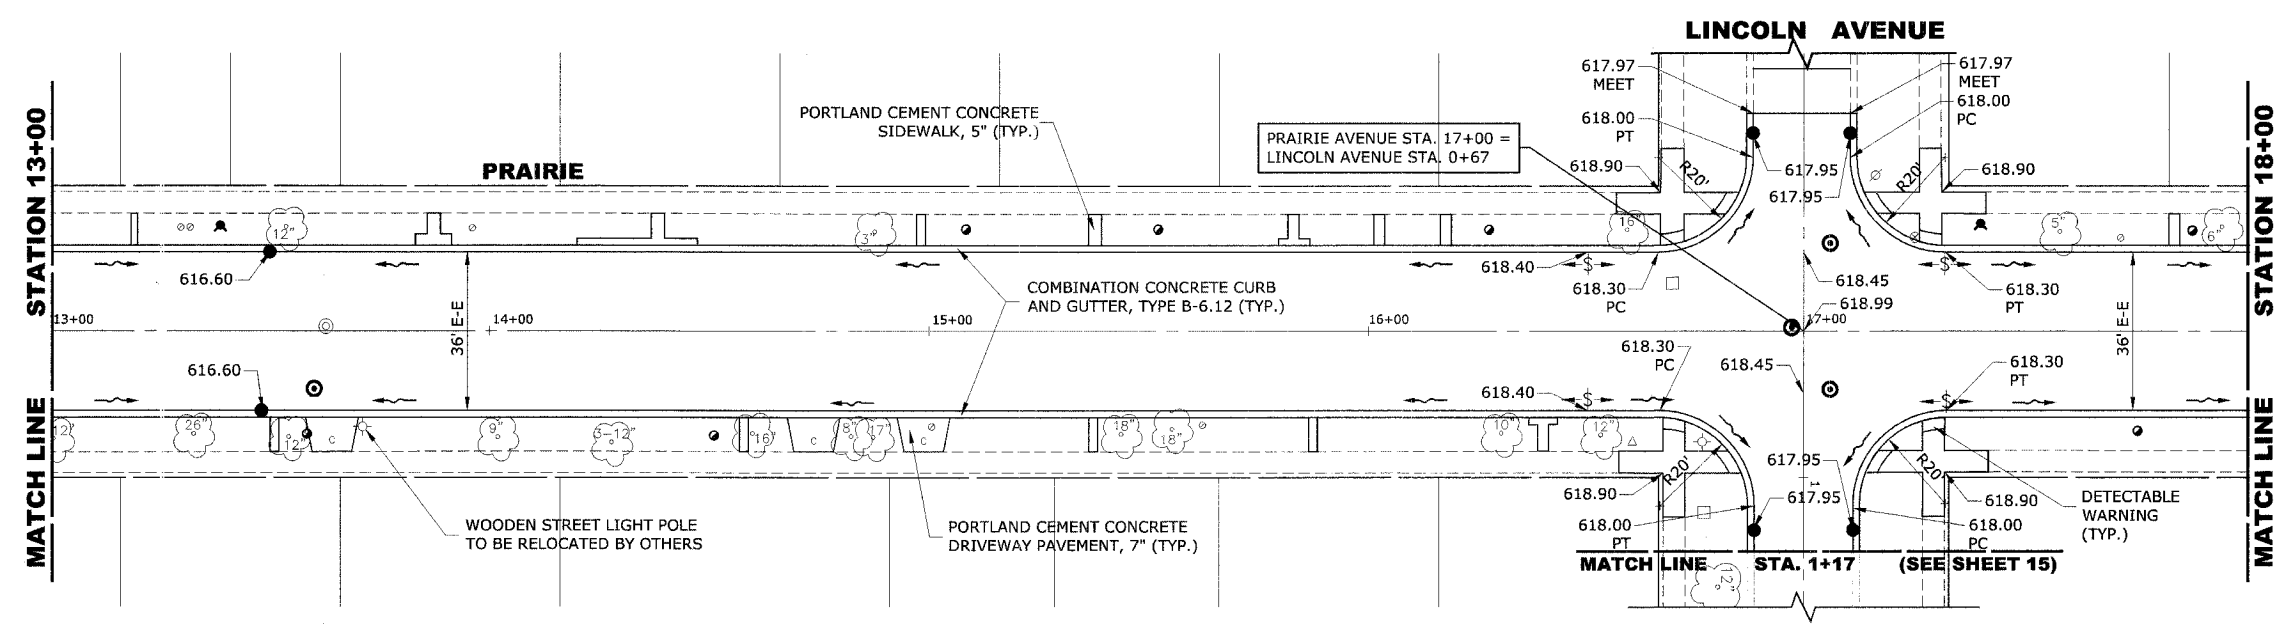 LINCOLN AVENUE
617.97
MEET
617.97
MEET
618.00
PT
618.00
PC
PORTLAND CEMENT CONCRETE
SIDEWALK, 5" (TYP.)
PRAIRIE AVENUE STA. 17+00 =
LINCOLN AVENUE STA. 0+67
PRAIRIE
618.90
R20'
617.95
617.95
R20'
618.90
STATION 13+00
STATION 18+00
12"
3"
16"
5"
6"
616.60
618.40
618.30
PC
618.45
618.30
PT
618.99
COMBINATION CONCRETE CURB
AND GUTTER, TYPE B-6.12 (TYP.)
13+00
14+00
15+00
16+00
17+00
36' E-E
36' E-E
616.60
618.30
PC
618.45
618.30
PT
618.40
MATCH LINE
MATCH LINE
12"
26"
12"
C
9"
3-12"
16"
C
8"
17"
C
18"
18"
10"
12"
R20'
617.95
617.95
R20'
1
618.90
618.90
618.00
PT
618.00
PC
DETECTABLE
WARNING
(TYP.)
WOODEN STREET LIGHT POLE
TO BE RELOCATED BY OTHERS
PORTLAND CEMENT CONCRETE
DRIVEWAY PAVEMENT, 7" (TYP.)
MATCH LINE STA. 1+17 (SEE SHEET 15)
12"